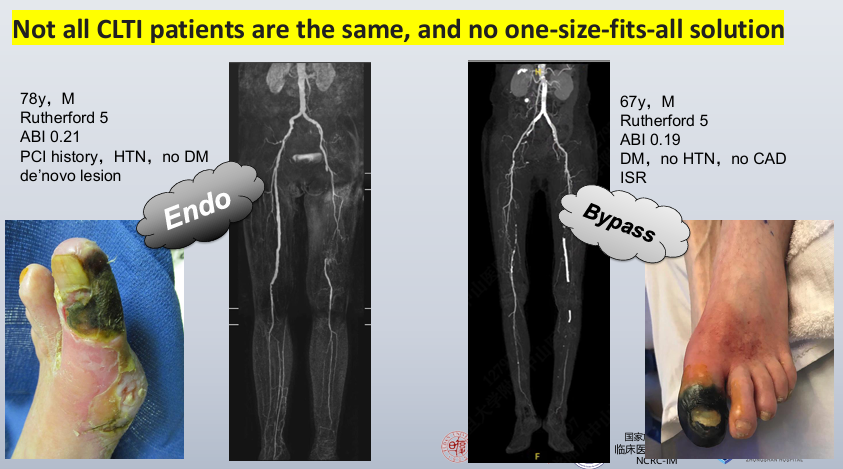 Not all CLTI patients are the same, and no one-size-fits-all solution
78y，M
Rutherford 5
ABI 0.21
PCI history，HTN，no DM
de’novo lesion
Endo
67y，M
Rutherford 5
ABI 0.19
DM，no HTN，no CAD
ISR
Bypass
F
国家
临床医
NCRC-IM
ZHONGSHAN HOSPITAL